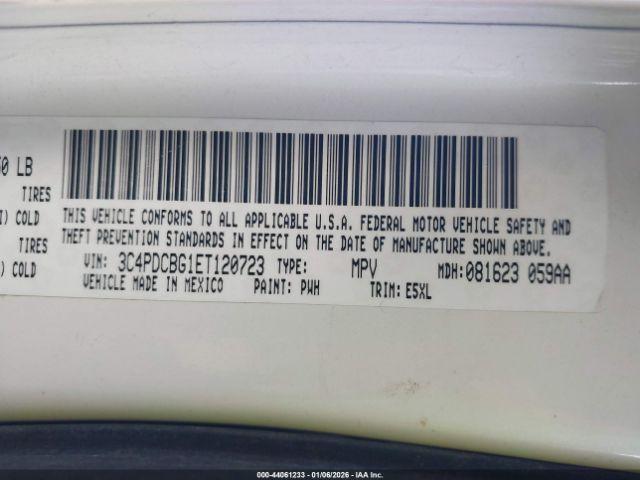 50 LB
TIRES
) COLD
TIRES
) COLD
THIS VEHICLE CONFORMS TO ALL APPLICABLE U.S.A. FEDERAL MOTOR VEHICLE SAFETY AND
THEFT PREVENTION STANDARDS IN EFFECT ON THE DATE OF MANUFACTURE SHOWN ABOVE.
VIN: 3C4PDCBG1ET120723 TYPE: MPV MDH:081623 059AA
VEHICLE MADE IN MEXICO PAINT: PWH TRIM: E5XL
000-44061233 - 01/06/2026 - IAA Inc.